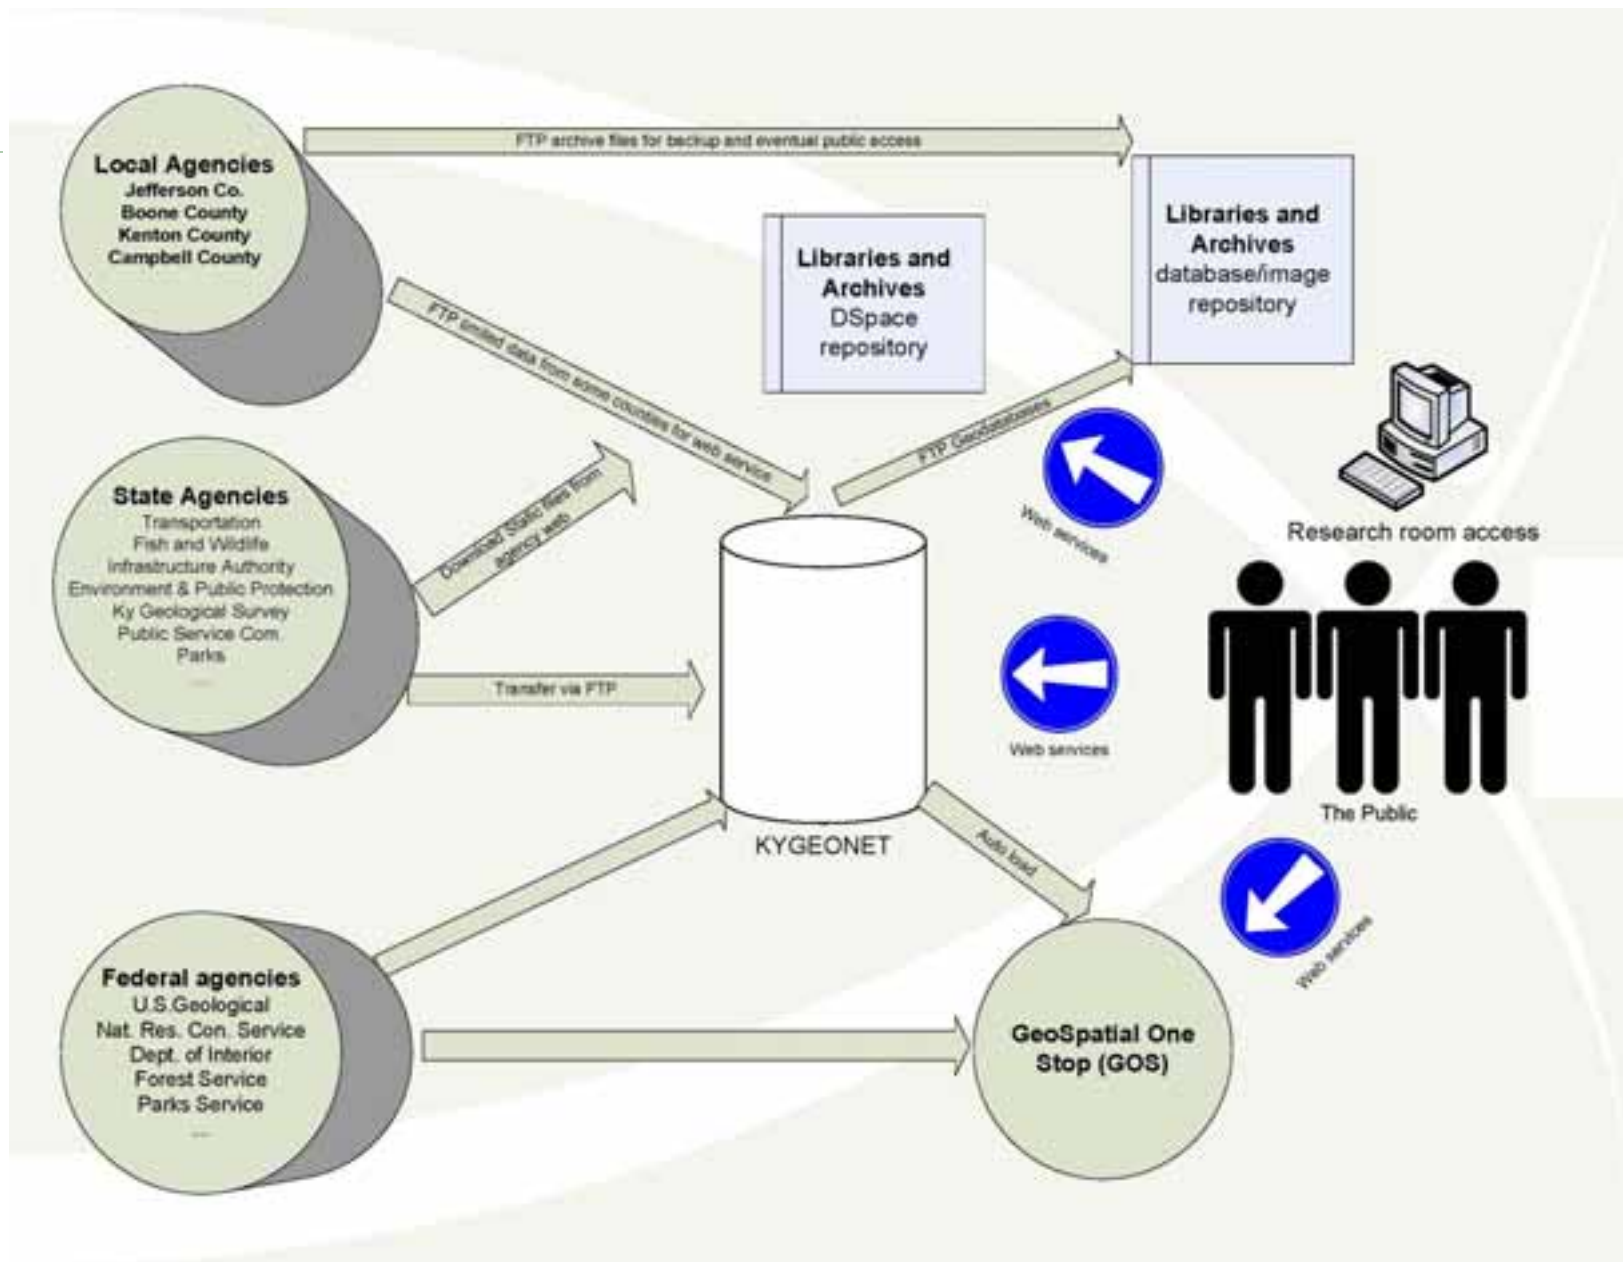 FTP archive files for backup and eventual public access
Local Agencies
Jefferson Co.
Boone County
Kenton County
Campbell County
Libraries and
Archives
database/image
repository
Libraries and
Archives
DSpace
repository
FTP limited data from some counties for web service
FTP Geodatabases
State Agencies
Transportation
Fish and Wildlife
Infrastructure Authority
Environment & Public Protection
Ky Geological Survey
Public Service Com.
Parks
....
Download Static files from
agency web
Web services
Research room access
Transfer via FTP
Web services
The Public
KYGEONET
Auto load
Web services
Federal agencies
U.S.Geological
Nat. Res. Con. Service
Dept. of Interior
Forest Service
Parks Service
....
GeoSpatial One
Stop (GOS)